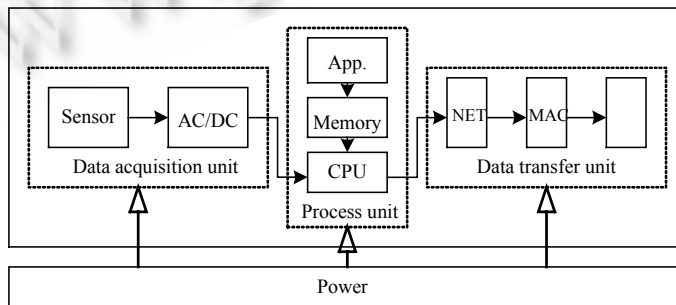 Sensor
AC/DC
Data acquisition unit
App.
Memory
CPU
Process unit
NET
MAC
Data transfer unit
Power